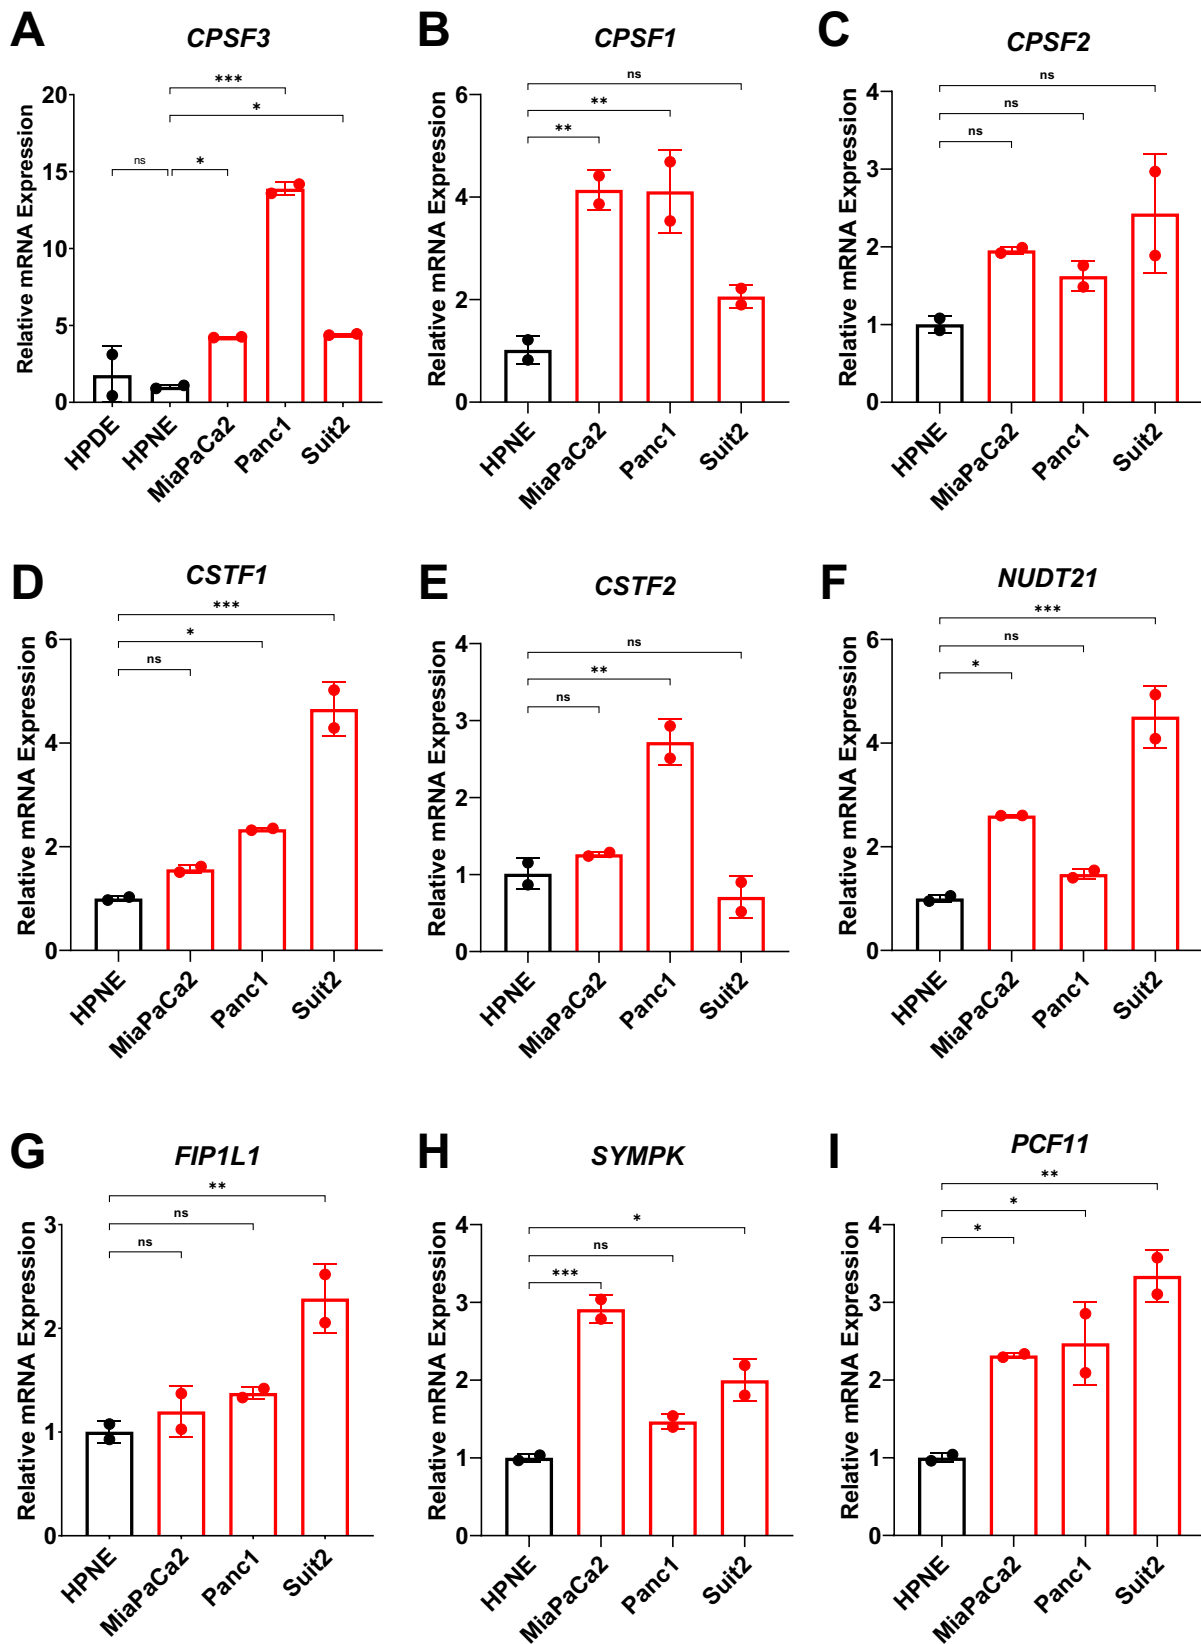 A
CPSF3
Relative mRNA Expression
20
15
10
5
0
***
*
ns
*
HPDE
HPNE
MiaPaCa2
Panc1
Suit2
B
CPSF1
Relative mRNA Expression
6
4
2
0
ns
**
**
HPNE
MiaPaCa2
Panc1
Suit2
C
CPSF2
Relative mRNA Expression
4
3
2
1
0
ns
ns
ns
HPNE
MiaPaCa2
Panc1
Suit2
D
CSTF1
Relative mRNA Expression
6
4
2
0
***
*
ns
HPNE
MiaPaCa2
Panc1
Suit2
E
CSTF2
Relative mRNA Expression
4
3
2
1
0
ns
**
ns
HPNE
MiaPaCa2
Panc1
Suit2
F
NUDT21
Relative mRNA Expression
6
4
2
0
***
ns
*
HPNE
MiaPaCa2
Panc1
Suit2
G
FIP1L1
Relative mRNA Expression
3
2
1
0
**
ns
ns
HPNE
MiaPaCa2
Panc1
Suit2
H
SYMPK
Relative mRNA Expression
4
3
2
1
0
*
ns
***
HPNE
MiaPaCa2
Panc1
Suit2
I
PCF11
Relative mRNA Expression
4
3
2
1
0
**
*
*
HPNE
MiaPaCa2
Panc1
Suit2